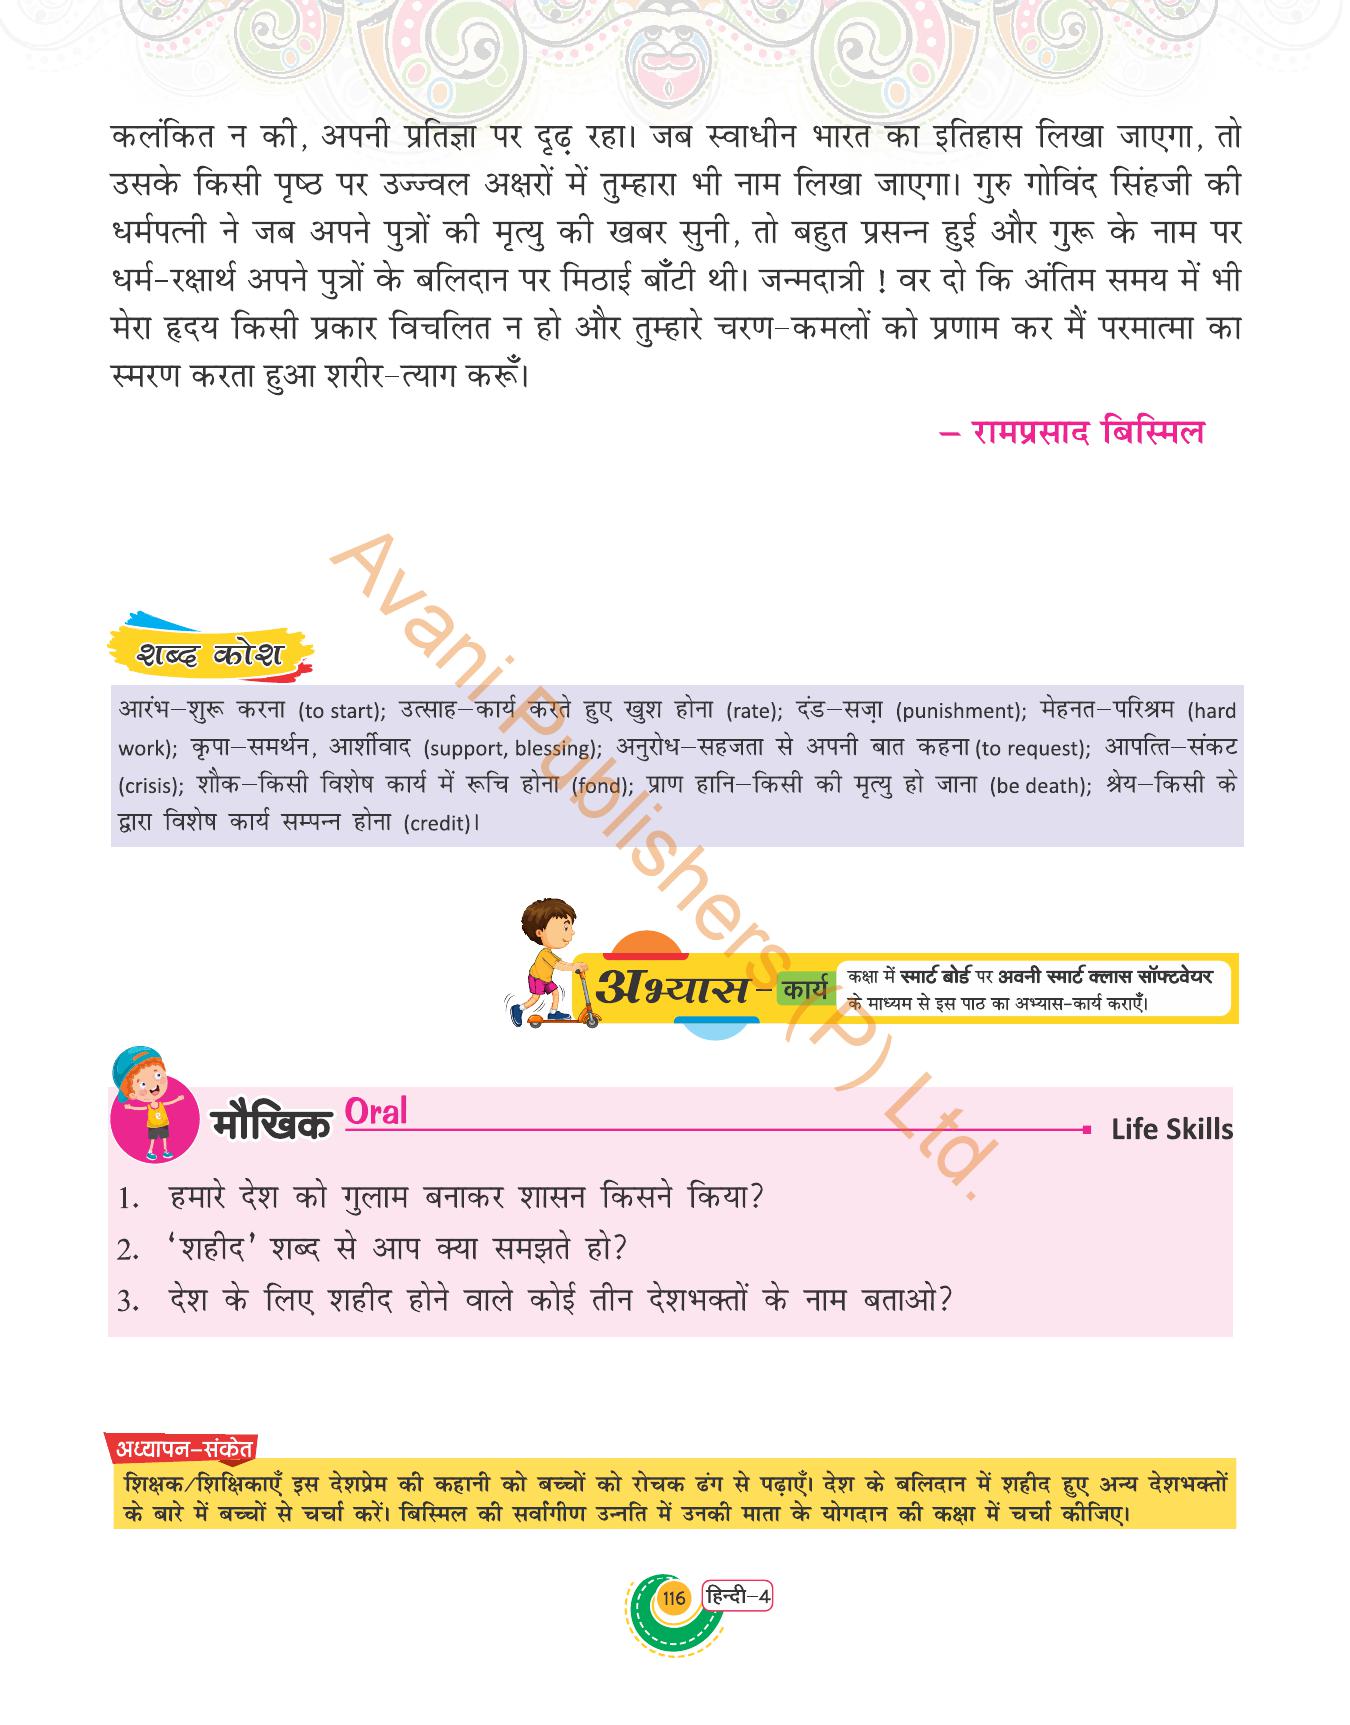 कलंकित न की, अपनी प्रतिज्ञा पर दृढ़ रहा। जब स्वाधीन भारत का इतिहास लिखा जाएगा, तो
उसके किसी पृष्ठ पर उज्ज्वल अक्षरों में तुम्हारा भी नाम लिखा जाएगा। गुरु गोविंद सिंहजी की
धर्मपत्नी ने जब अपने पुत्रों की मृत्यु की खबर सुनी, तो बहुत प्रसन्न हुई और गुरू के नाम पर
धर्म-रक्षार्थ अपने पुत्रों के बलिदान पर मिठाई बाँटी थी। जन्मदात्री ! वर दो कि अंतिम समय में भी
मेरा हृदय किसी प्रकार विचलित न हो और तुम्हारे चरण-कमलों को प्रणाम कर मैं परमात्मा का
स्मरण करता हुआ शरीर-त्याग करूँ।
– रामप्रसाद बिस्मिल
शब्द कोश
आरंभ–शुरू करना (to start); उत्साह–कार्य करते हुए खुश होना (rate); दंड–सज़ा (punishment); मेहनत–परिश्रम (hard
work); कृपा–समर्थन, आर्शीवाद (support, blessing); अनुरोध–सहजता से अपनी बात कहना (to request); आपत्ति–संकट
(crisis); शौक–किसी विशेष कार्य में रूचि होना (fond); प्राण हानि–किसी की मृत्यु हो जाना (be death); श्रेय–किसी के
द्वारा विशेष कार्य सम्पन्न होना (credit)।
अभ्यास - कार्य
कक्षा में स्मार्ट बोर्ड पर अवनी स्मार्ट क्लास सॉफ्टवेयर
के माध्यम से इस पाठ का अभ्यास-कार्य कराएँ।
मौखिक Oral Life Skills
1. हमारे देश को गुलाम बनाकर शासन किसने किया?
2. ‘शहीद’ शब्द से आप क्या समझते हो?
3. देश के लिए शहीद होने वाले कोई तीन देशभक्तों के नाम बताओ?
अध्यापन-संकेत
शिक्षक/शिक्षिकाएँ इस देशप्रेम की कहानी को बच्चों को रोचक ढंग से पढ़ाएँ। देश के बलिदान में शहीद हुए अन्य देशभक्तों
के बारे में बच्चों से चर्चा करें। बिस्मिल की सर्वांगीण उन्नति में उनकी माता के योगदान की कक्षा में चर्चा कीजिए।
116 हिन्दी-4
Avani Publishers (P) Ltd.